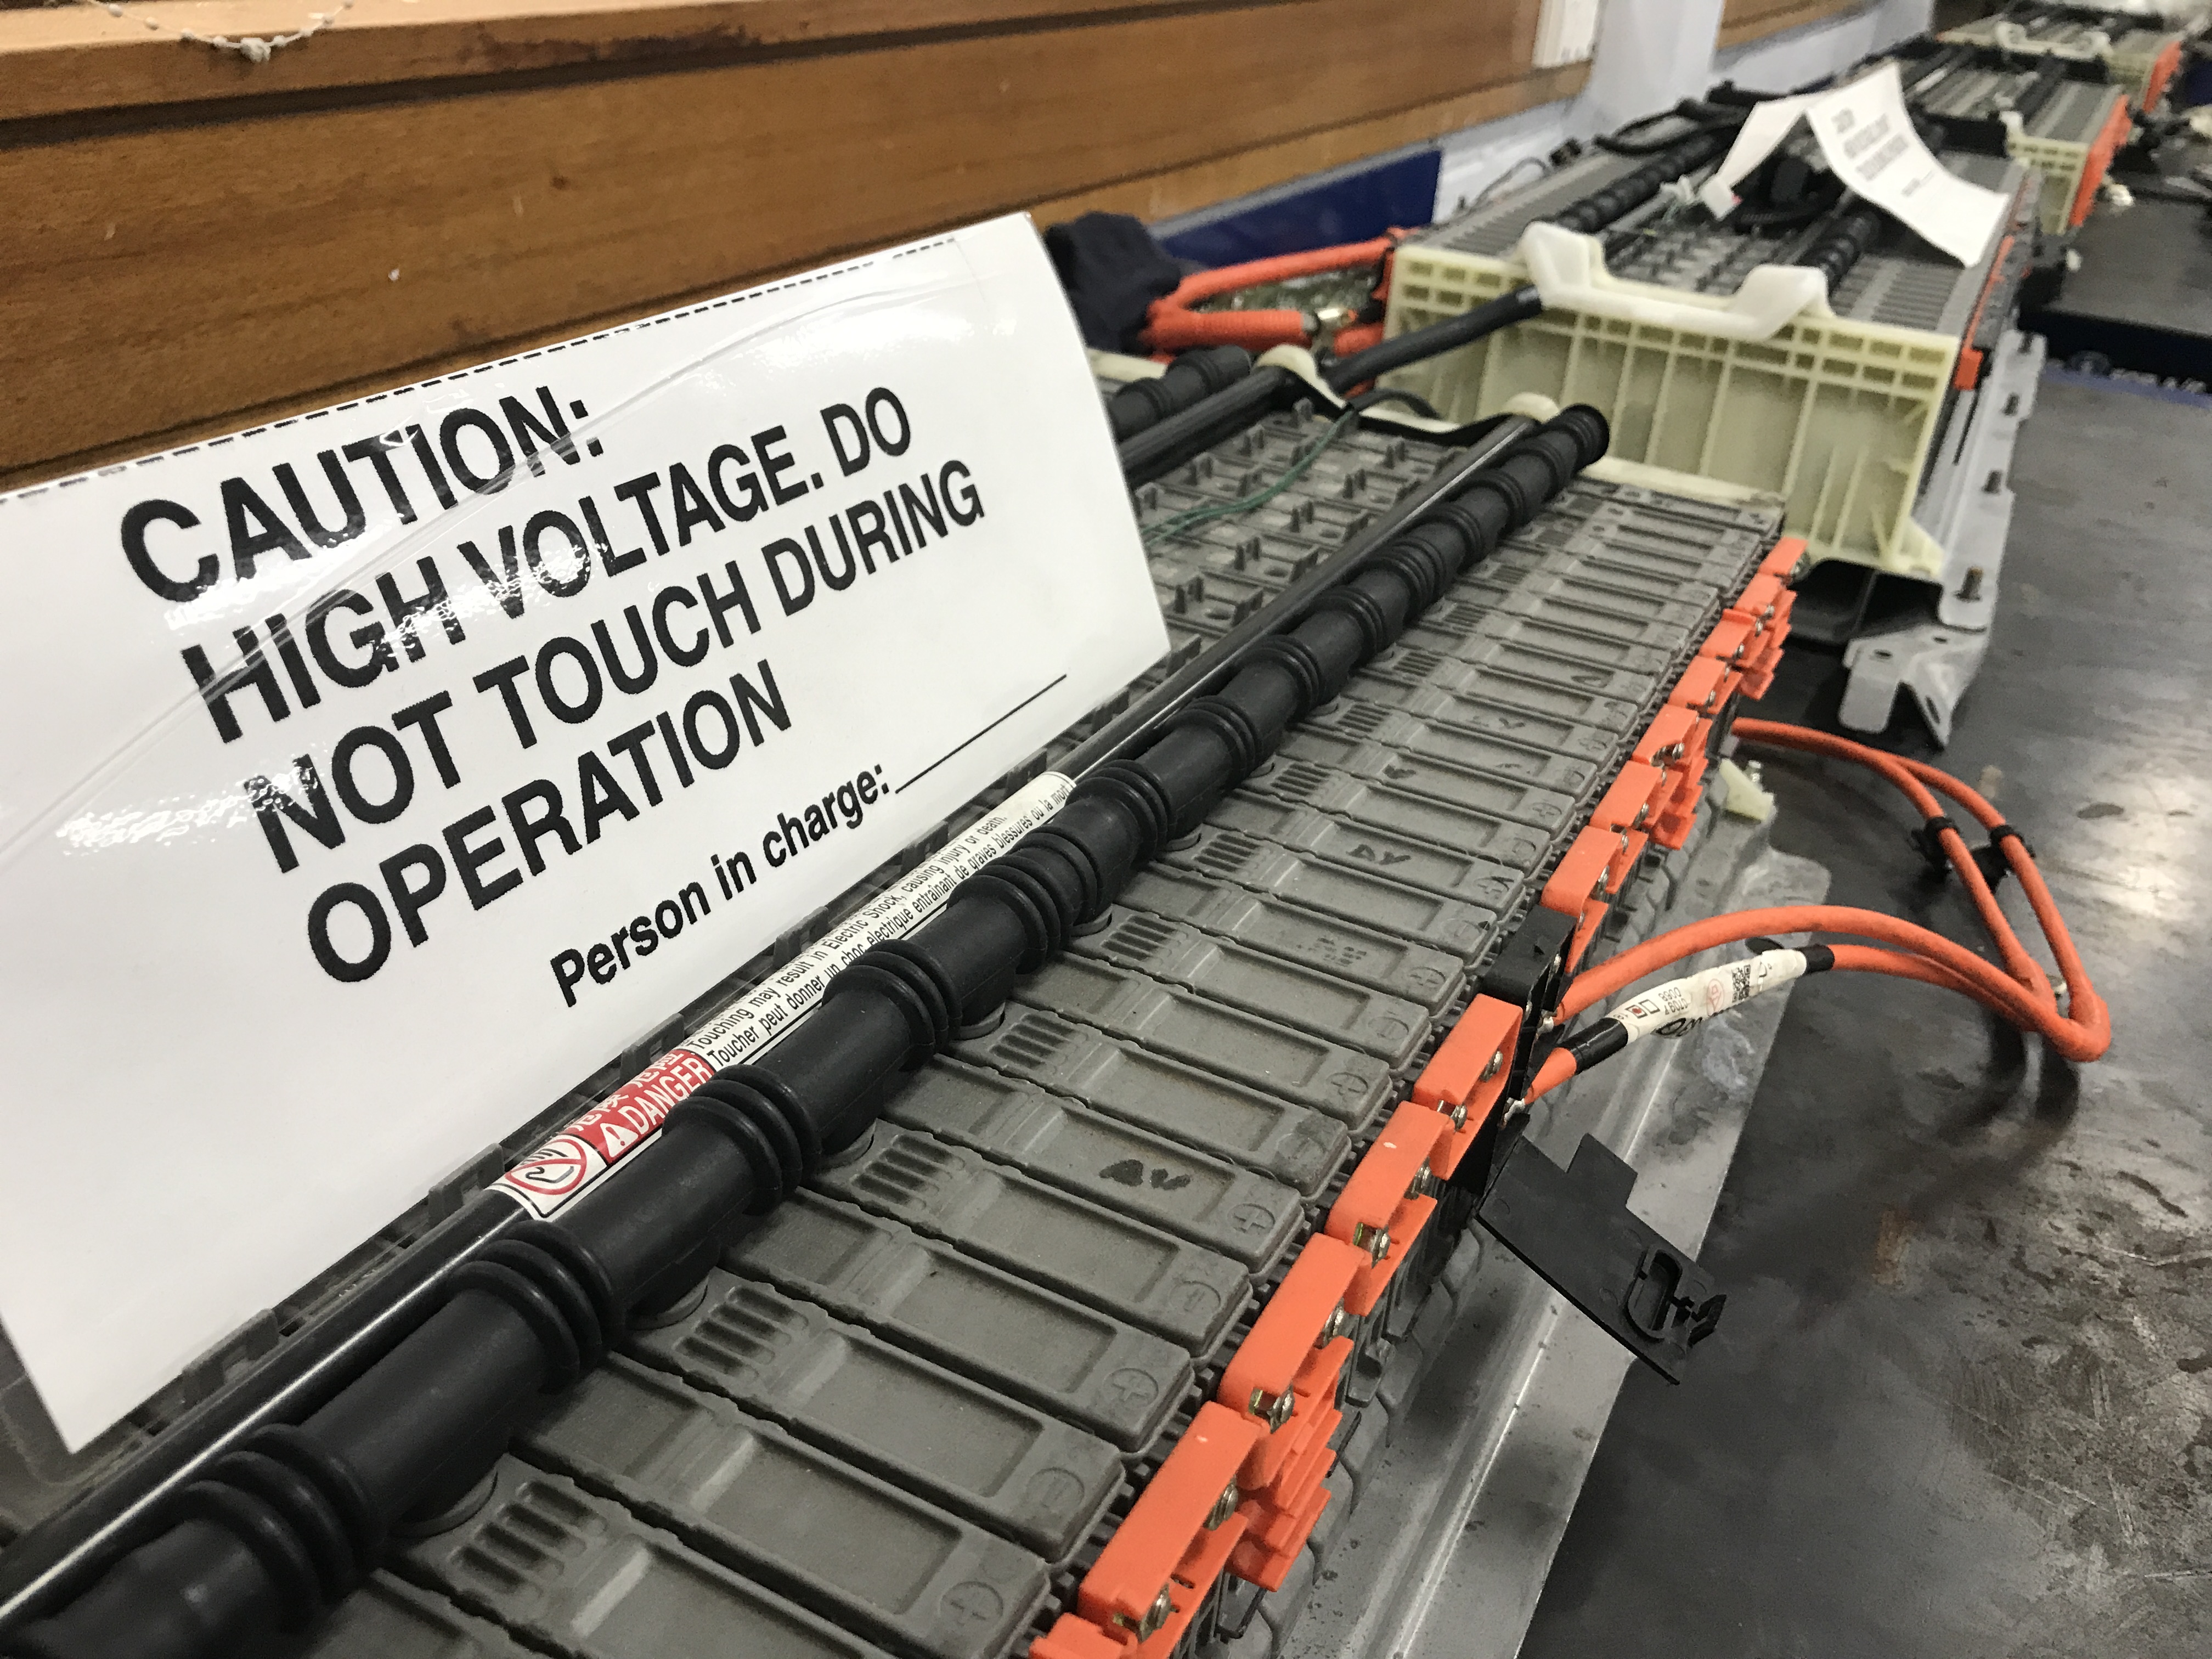 CAUTION:
HIGH VOLTAGE. DO
NOT TOUCH DURING
OPERATION
Person in charge:
DANGER
Touching may result in Electric Shock, causing injury or death.
Toucher peut donner un choc electrique entraînant de graves blessures ou la mort